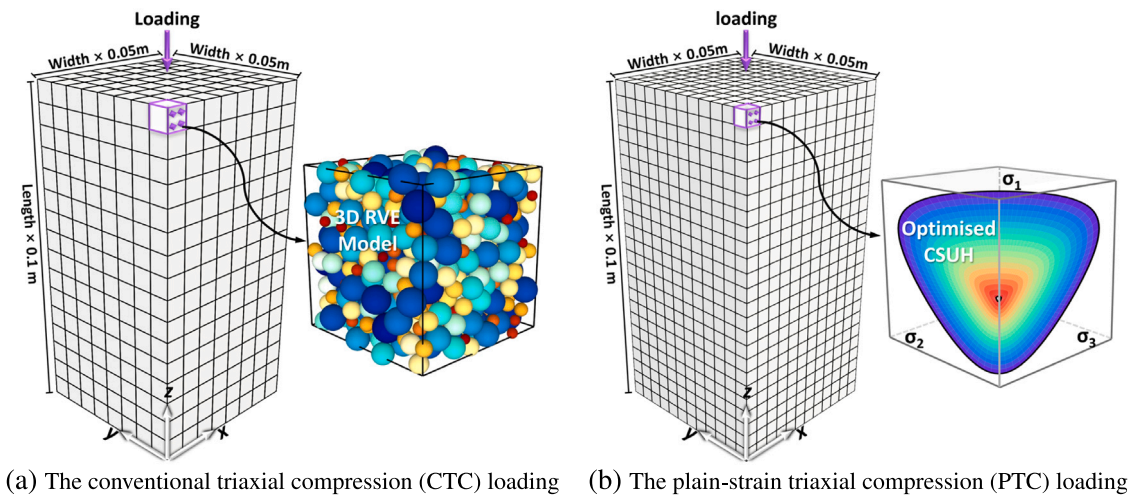 Loading
Width × 0.05m
Width × 0.05m
Length × 0.1 m
3D RVE
Model
z
y
x
(a) The conventional triaxial compression (CTC) loading
loading
Width × 0.05m
Width × 0.05m
Length × 0.1 m
σ1
Optimised
CSUH
σ2
σ3
z
y
x
(b) The plain-strain triaxial compression (PTC) loading